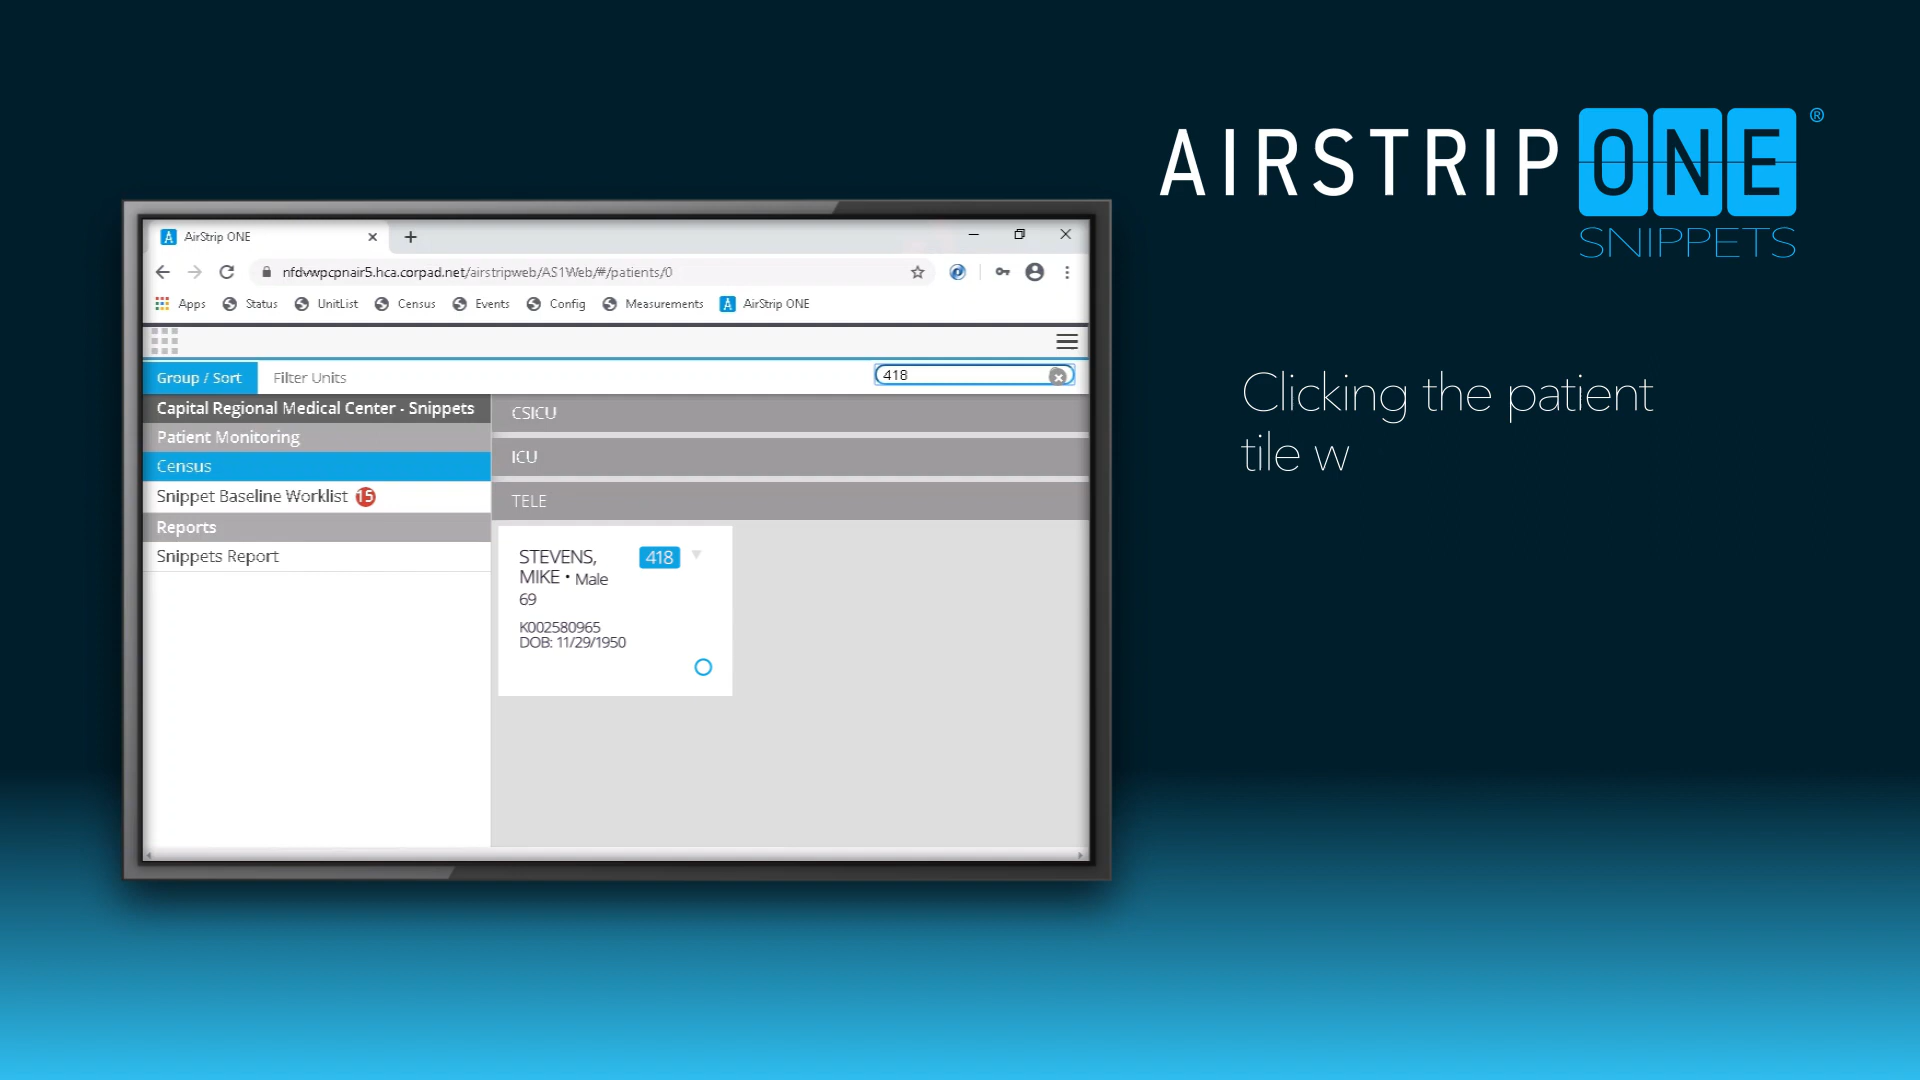 AIRSTRIP ONE ®
SNIPPETS
AirStrip ONE
nfdvwpcpnair5.hca.corpad.net/airstripweb/AS1Web/#/patients/0
Apps Status UnitList Census Events Config Measurements AirStrip ONE
Group / Sort Filter Units 418
Capital Regional Medical Center - Snippets
Patient Monitoring
Census
Snippet Baseline Worklist 15
Reports
Snippets Report
CSICU
ICU
TELE
STEVENS, 418
MIKE • Male
69
K002580965
DOB: 11/29/1950
Clicking the patient
tile w